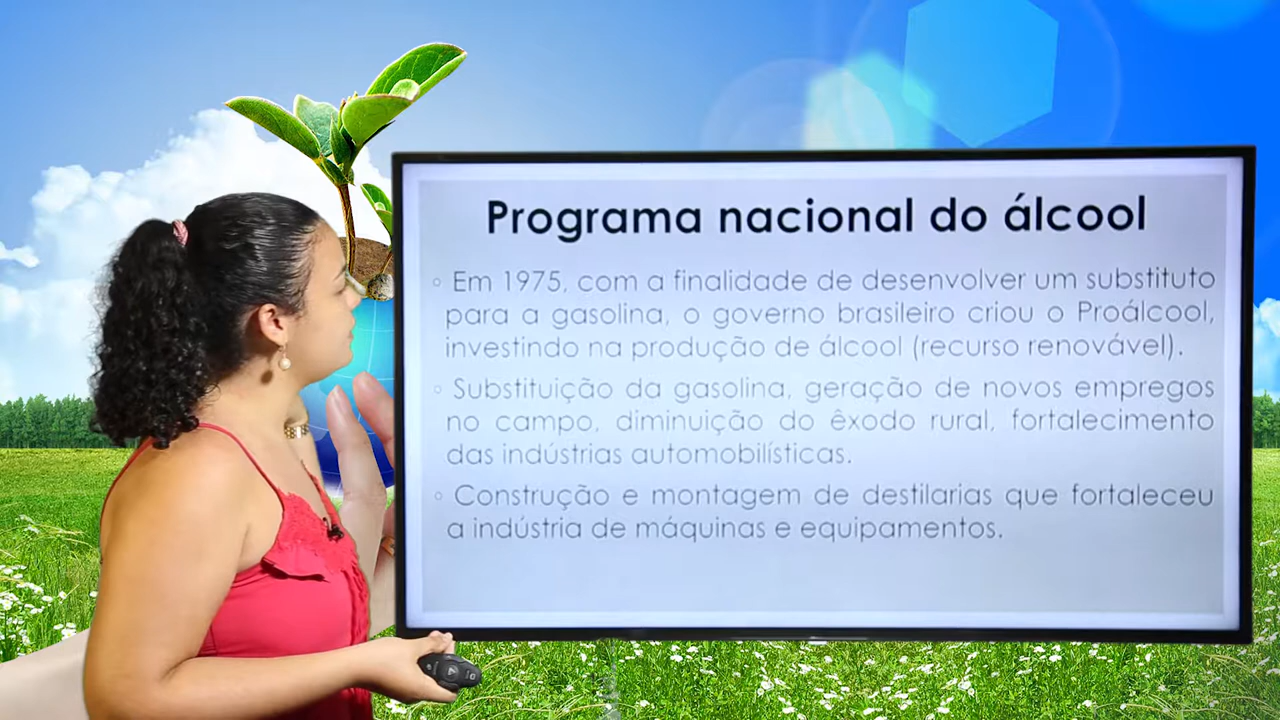 Programa nacional do álcool
◦ Em 1975, com a finalidade de desenvolver um substituto
para a gasolina, o governo brasileiro criou o Proálcool,
investindo na produção de álcool (recurso renovável).
◦ Substituição da gasolina, geração de novos empregos
no campo, diminuição do êxodo rural, fortalecimento
das indústrias automobilísticas.
◦ Construção e montagem de destilarias que fortaleceu
a indústria de máquinas e equipamentos.